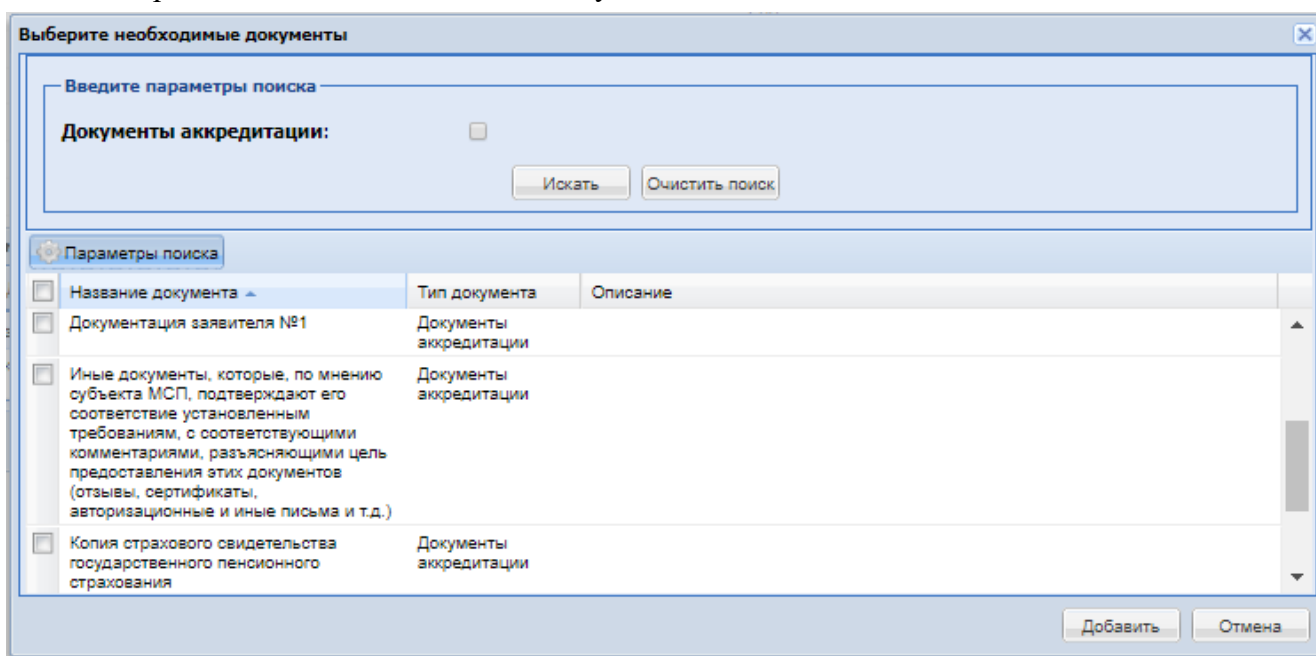 Выберите необходимые документы
Введите параметры поиска
Документы аккредитации:
Искать Очистить поиск
Параметры поиска
Название документа Тип документа Описание
Документация заявителя №1 Документы
аккредитации
Иные документы, которые, по мнению Документы
субъекта МСП, подтверждают его аккредитации
соответствие установленным
требованиям, с соответствующими
комментариями, разъясняющими цель
предоставления этих документов
(отзывы, сертификаты,
авторизационные и иные письма и т.д.)
Копия страхового свидетельства Документы
государственного пенсионного аккредитации
страхования
Добавить Отмена